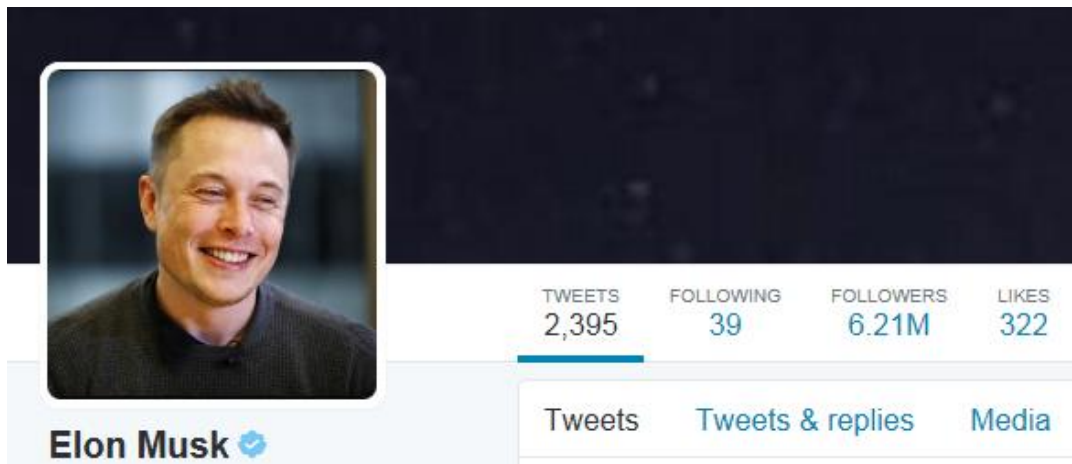 TWEETS FOLLOWING FOLLOWERS LIKES
2,395 39 6.21M 322
Tweets Tweets & replies Media
Elon Musk